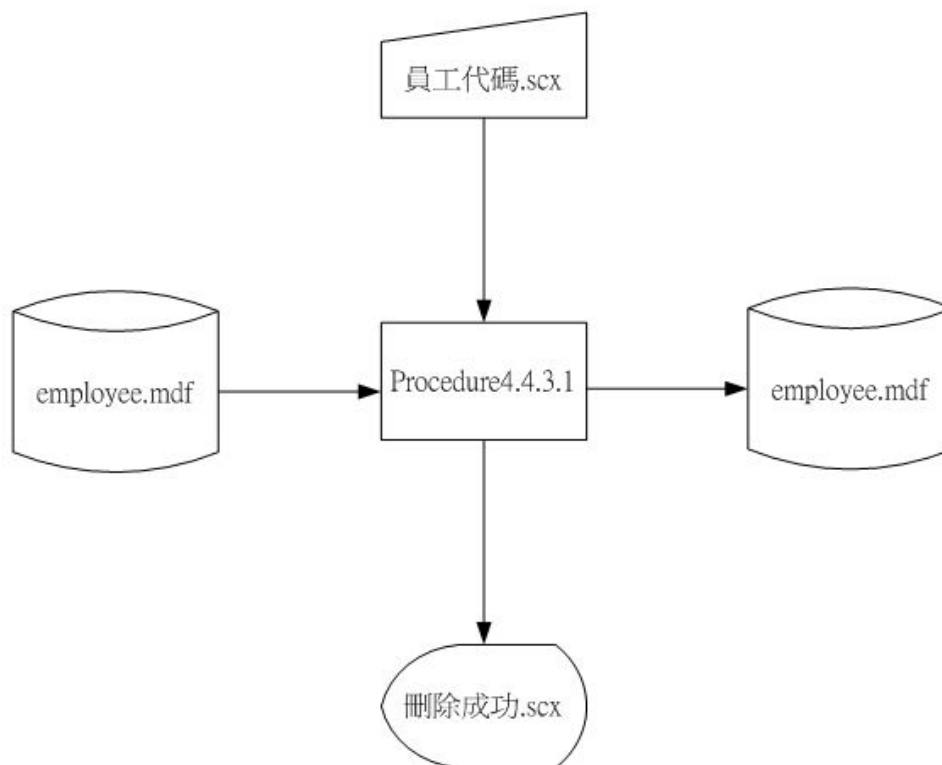 員工代碼.scx
employee.mdf
Procedure4.4.3.1
employee.mdf
刪除成功.scx